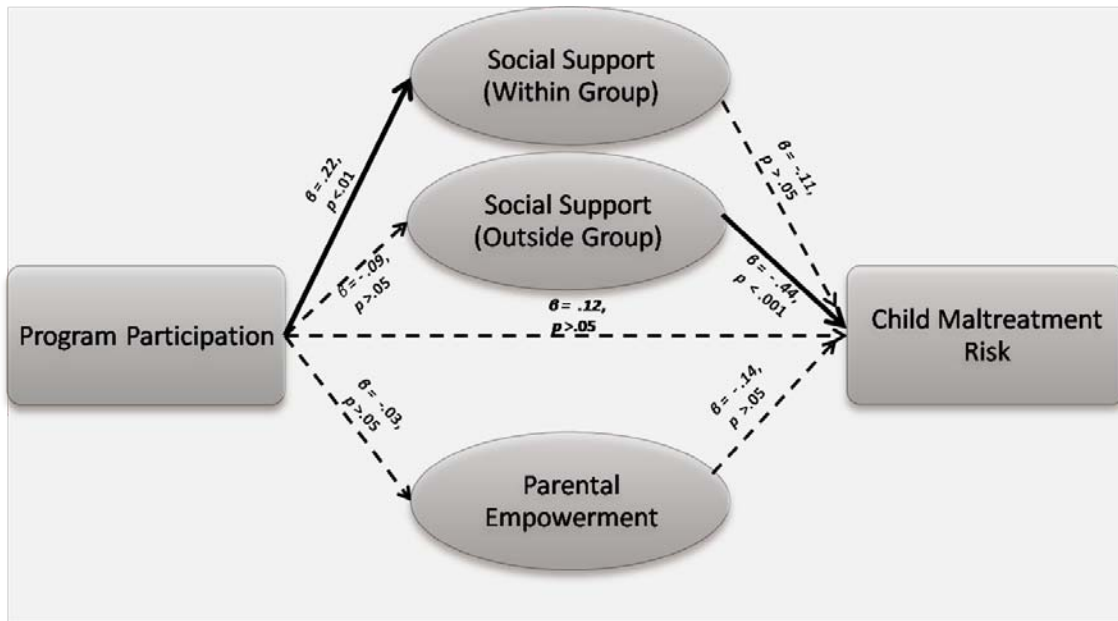 Social Support
(Within Group)
β = .22,
p <.01
β = -.11,
p > .05
Social Support
(Outside Group)
β = -.09,
p >.05
β = -.44,
p < .001
β = .12,
p >.05
Program Participation
Child Maltreatment
Risk
β = -.03,
p >.05
β = -.14,
p >.05
Parental
Empowerment